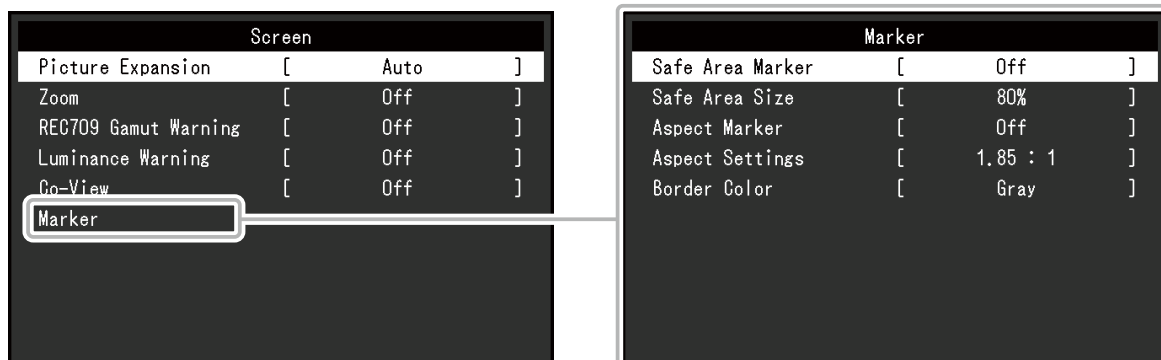 Screen
Picture Expansion [ Auto ]
Zoom [ Off ]
REC709 Gamut Warning [ Off ]
Luminance Warning [ Off ]
Co-View [ Off ]
Marker
Marker
Safe Area Marker [ Off ]
Safe Area Size [ 80% ]
Aspect Marker [ Off ]
Aspect Settings [ 1.85 : 1 ]
Border Color [ Gray ]